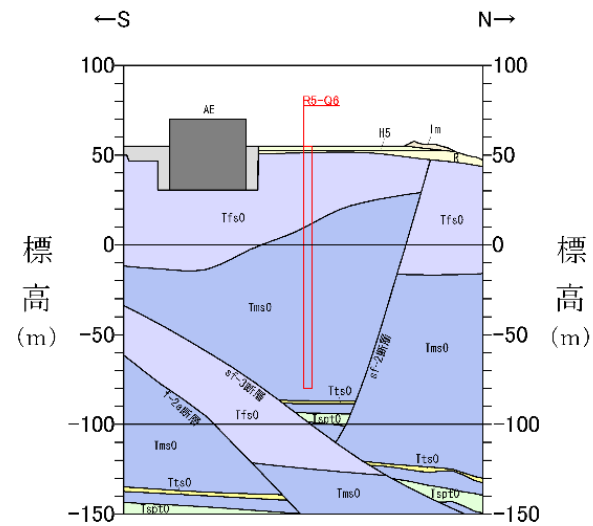 ←S
N→
100
100
R5-Q6
AE
lm
H5
50
50
Tfs0
Tfs0
0
0
標高(m)
標高(m)
Tms0
sf-2断層
Tms0
-50
-50
sf-3断層
f-2a断層
Tfs0
Tts0
Tspt0
-100
-100
Tms0
Tts0
Tts0
Tms0
Tspt0
Tspt0
-150
-150